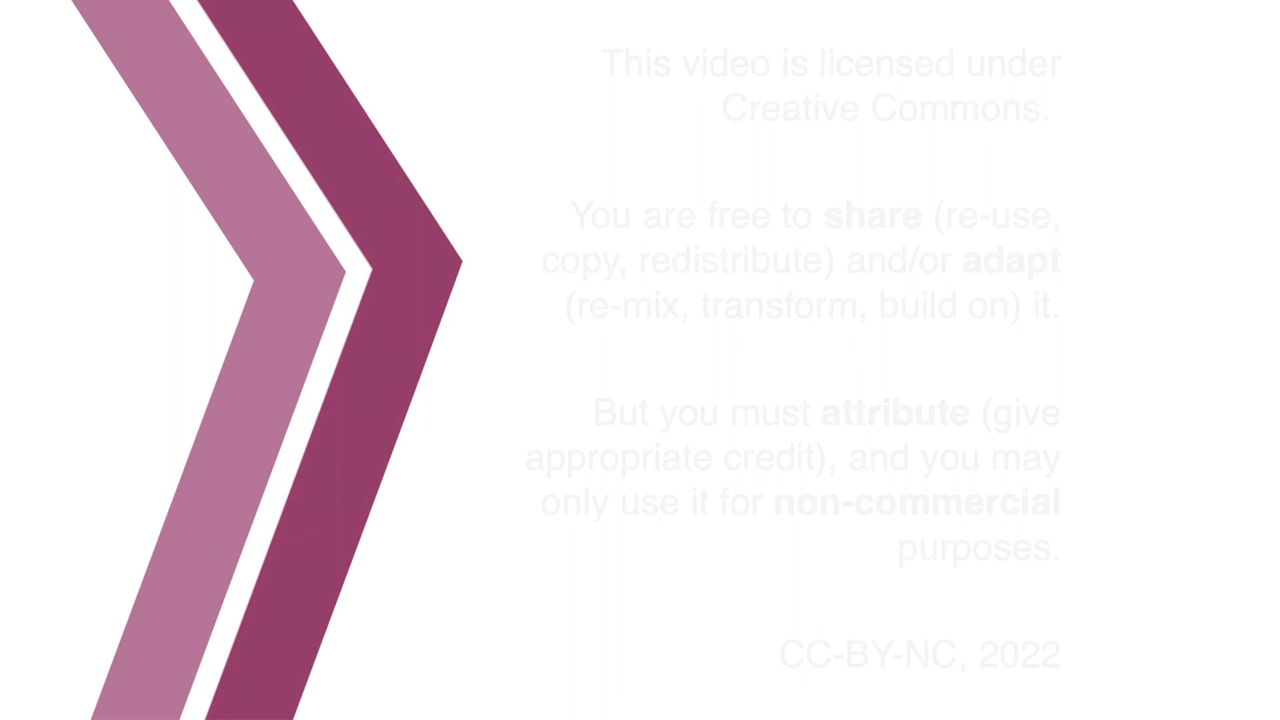 This video is licensed under
Creative Commons.
You are free to share (re-use,
copy, redistribute) and/or adapt
(re-mix, transform, build on) it.
But you must attribute (give
appropriate credit), and you may
only use it for non-commercial
purposes.
CC-BY-NC, 2022